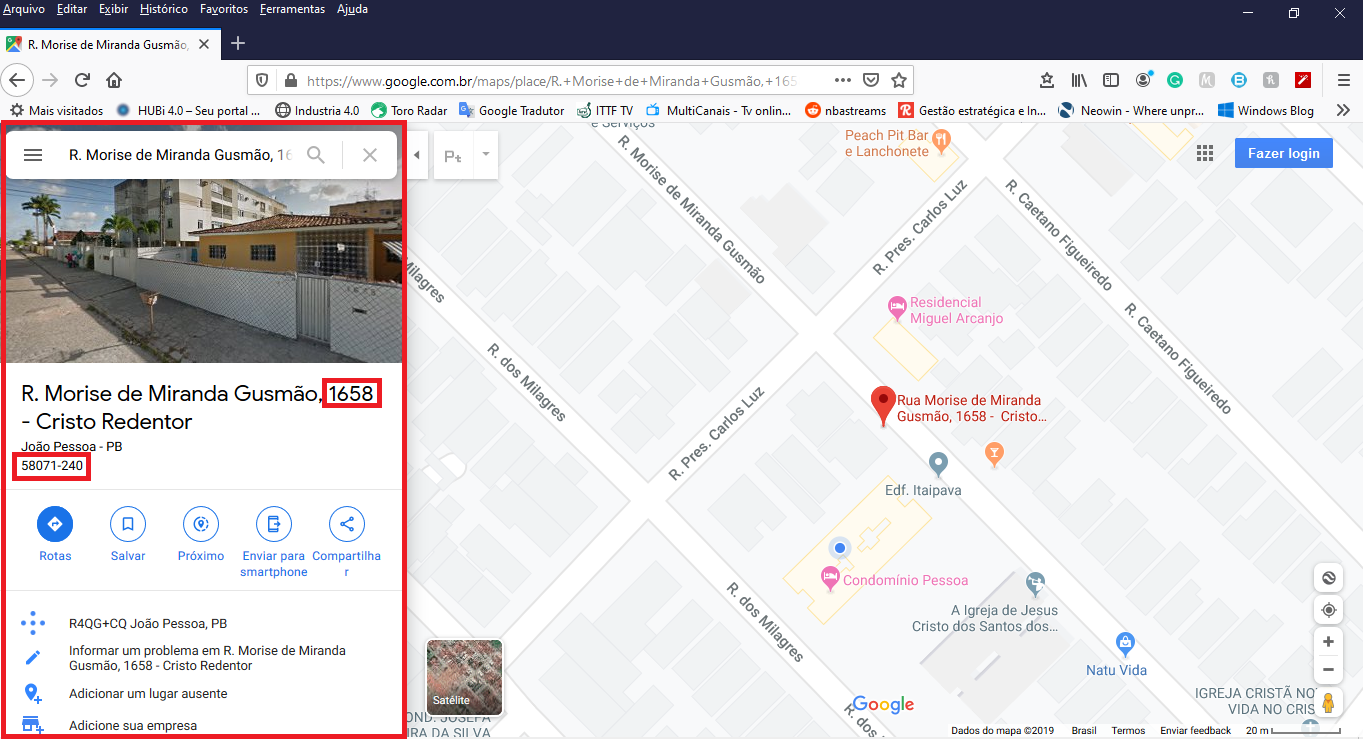 Arquivo Editar Exibir Histórico Favoritos Ferramentas Ajuda
R. Morise de Miranda Gusmão,
https://www.google.com.br/maps/place/R.+Morise+de+Miranda+Gusmão,+165
Mais visitados HUBi 4.0 – Seu portal ... Industria 4.0 Toro Radar Google Tradutor ITTF TV MultiCanais - Tv onlin... nbastreams Gestão estratégica e In... Neowin - Where unpr... Windows Blog
R. Morise de Miranda Gusmão, 16
R. Morise de Miranda Gusmão, 1658
- Cristo Redentor
João Pessoa - PB
58071-240
Rotas
Salvar
Próximo
Enviar para
smartphone
Compartilha
r
R4QG+CQ João Pessoa, PB
Informar um problema em R. Morise de Miranda
Gusmão, 1658 - Cristo Redentor
Adicionar um lugar ausente
Adicione sua empresa
Pt
Fazer login
e Serviços
Peach Pit Bar
e Lanchonete
R. Morise de Miranda Gusmão
R. Pres. Carlos Luz
R. Caetano Figueiredo
R. Caetano Figueiredo
Milagres
Residencial
Miguel Arcanjo
R. dos Milagres
Rua Morise de Miranda
Gusmão, 1658 - Cristo...
R. Pres. Carlos Luz
Edf. Itaipava
Condomínio Pessoa
R. dos Milagres
A Igreja de Jesus
Cristo dos Santos dos...
Natu Vida
IGREJA CRISTÃ NO
VIDA NO CRIS
Satélite
OND. JOSEFA
IRA DA SILVA
Google
R. dos
Dados do mapa ©2019 Brasil Termos Enviar feedback 20 m